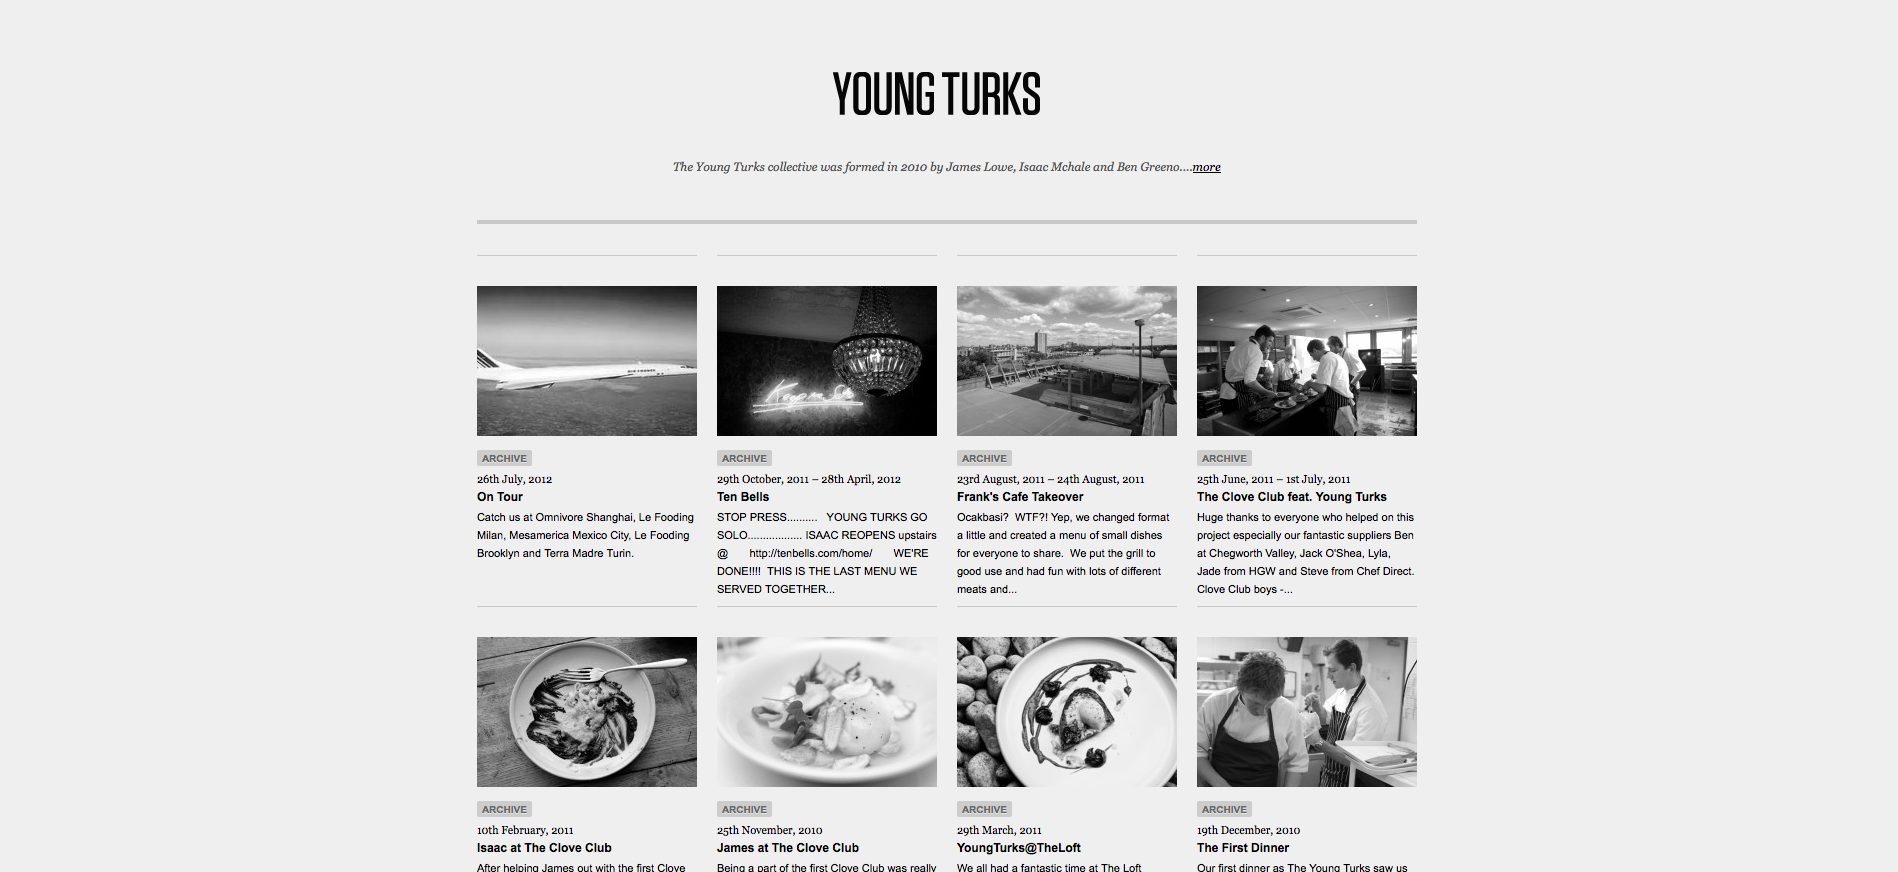 YOUNG TURKS
The Young Turks collective was formed in 2010 by James Lowe, Isaac Mchale and Ben Greeno....more
ARCHIVE
26th July, 2012
On Tour
Catch us at Omnivore Shanghai, Le Fooding
Milan, Mesamerica Mexico City, Le Fooding
Brooklyn and Terra Madre Turin.
ARCHIVE
29th October, 2011 – 28th April, 2012
Ten Bells
STOP PRESS.......... YOUNG TURKS GO
SOLO.................. ISAAC REOPENS upstairs
@ http://tenbells.com/home/ WE'RE
DONE!!!! THIS IS THE LAST MENU WE
SERVED TOGETHER...
ARCHIVE
23rd August, 2011 – 24th August, 2011
Frank's Cafe Takeover
Ocakbasi? WTF?! Yep, we changed format
a little and created a menu of small dishes
for everyone to share. We put the grill to
good use and had fun with lots of different
meats and...
ARCHIVE
25th June, 2011 – 1st July, 2011
The Clove Club feat. Young Turks
Huge thanks to everyone who helped on this
project especially our fantastic suppliers Ben
at Chegworth Valley, Jack O'Shea, Lyla,
Jade from HGW and Steve from Chef Direct.
Clove Club boys -...
ARCHIVE
10th February, 2011
Isaac at The Clove Club
After helping James out with the first Clove
ARCHIVE
25th November, 2010
James at The Clove Club
Being a part of the first Clove Club was really
ARCHIVE
29th March, 2011
YoungTurks@TheLoft
We all had a fantastic time at The Loft
ARCHIVE
19th December, 2010
The First Dinner
Our first dinner as The Young Turks saw us